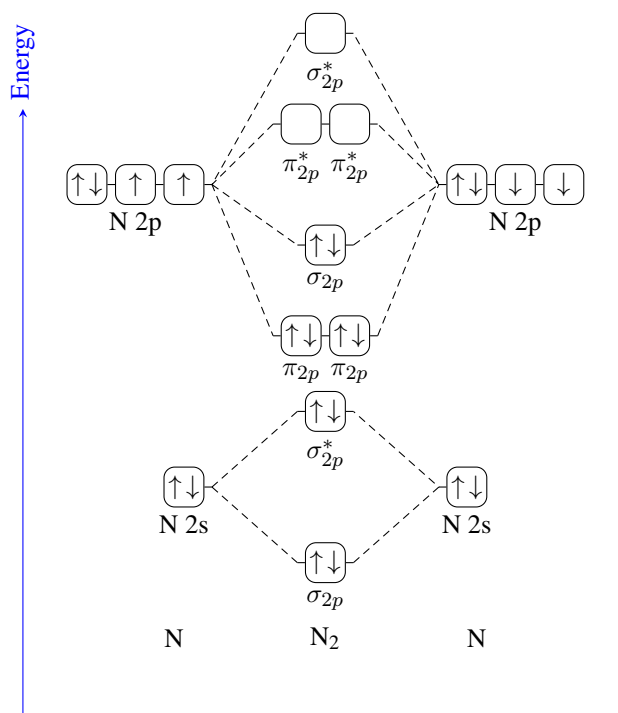 Energy
σ*2p
π*2p π*2p
↑↓ ↑ ↑
↑↓ ↓ ↓
N 2p
N 2p
↑↓
σ2p
↑↓ ↑↓
π2p π2p
↑↓
σ*2p
↑↓
↑↓
N 2s
N 2s
↑↓
σ2p
N
N2
N